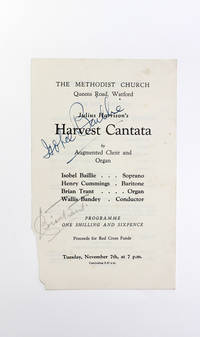 THE METHODIST CHURCH
Queens Road, Watford
Julius Harrison's
Isobel Baillie
Harvest Cantata
by
Augmented Choir and
Organ
Isobel Baillie . . . Soprano
Henry Cummings . Baritone
Brian Trant . . . . Organ
Wallis Bandey . Conductor
Brian Trant
PROGRAMME
ONE SHILLING AND SIXPENCE
Proceeds for Red Cross Funds
Tuesday, November 7th, at 7 p.m.